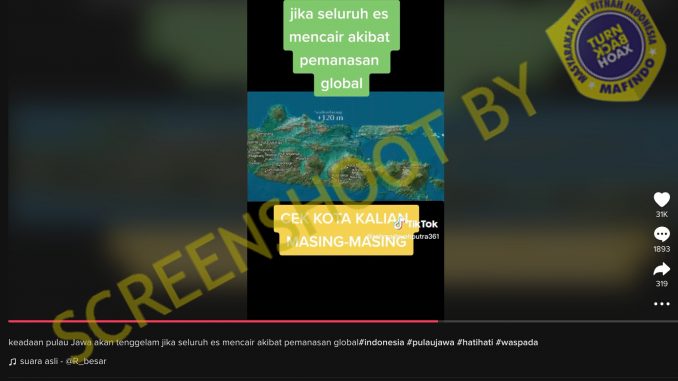 jika seluruh es
mencair akibat
pemanasan
global
MASYARAKAT ANTI FITNAH INDONESIA
TURN
BACK
HOAX
MAFINDO
+120 m
CEK KOTA KALIAN
MASING-MASING
TikTok
putra361
SCREENSHOOT BY
31K
1893
319
keadaan pulau Jawa akan tenggelam jika seluruh es mencair akibat pemanasan global#indonesia #pulaujawa #hatihati #waspada
suara asli - @R_besar